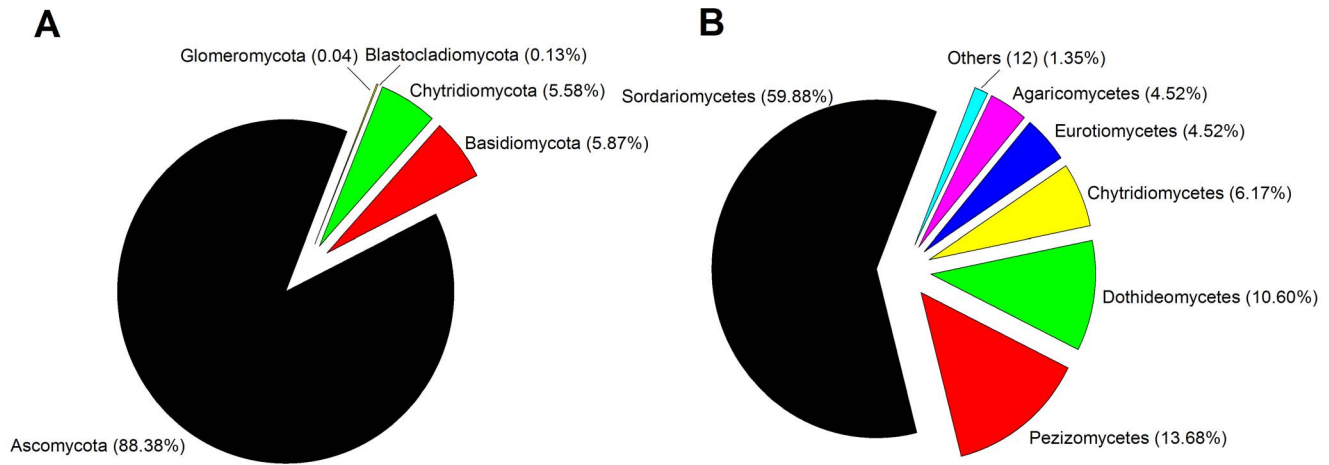 A
Glomeromycota (0.04)
Blastocladiomycota (0.13%)
Chytridiomycota (5.58%)
Basidiomycota (5.87%)
Ascomycota (88.38%)
B
Others (12) (1.35%)
Sordariomycetes (59.88%)
Agaricomycetes (4.52%)
Eurotiomycetes (4.52%)
Chytridiomycetes (6.17%)
Dothideomycetes (10.60%)
Pezizomycetes (13.68%)